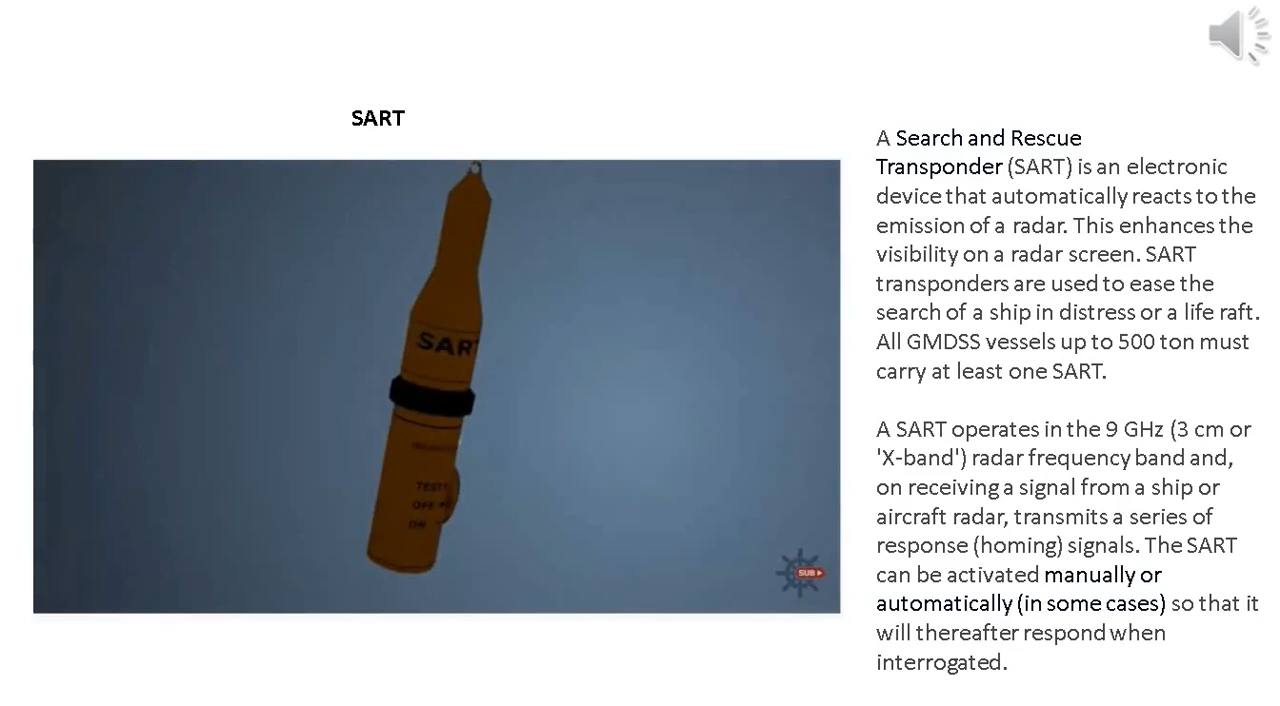 SART
A Search and Rescue
Transponder (SART) is an electronic
device that automatically reacts to the
emission of a radar. This enhances the
visibility on a radar screen. SART
transponders are used to ease the
search of a ship in distress or a life raft.
All GMDSS vessels up to 500 ton must
carry at least one SART.
A SART operates in the 9 GHz (3 cm or
'X-band') radar frequency band and,
on receiving a signal from a ship or
aircraft radar, transmits a series of
response (homing) signals. The SART
can be activated manually or
automatically (in some cases) so that it
will thereafter respond when
interrogated.
SART
TEST
OFF
ON
SUB